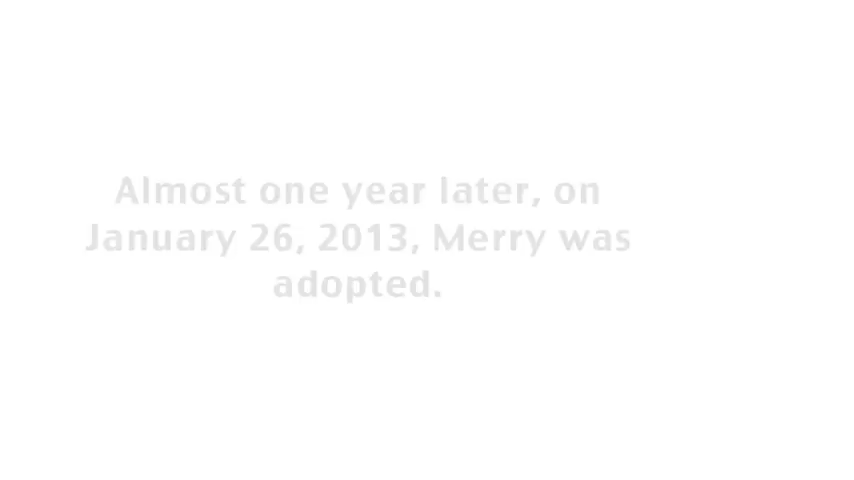 Almost one year later, on
January 26, 2013, Merry was
adopted.